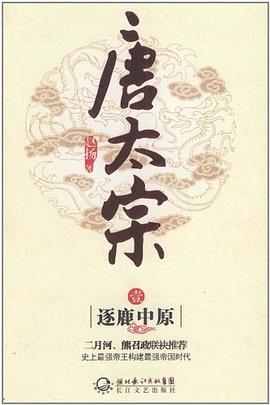 唐太宗
赵扬 著
壹
逐鹿中原
二月河、熊召政联袂推荐
史上最强帝王构建最强帝国时代
湖北长江出版集团
长江文艺出版社